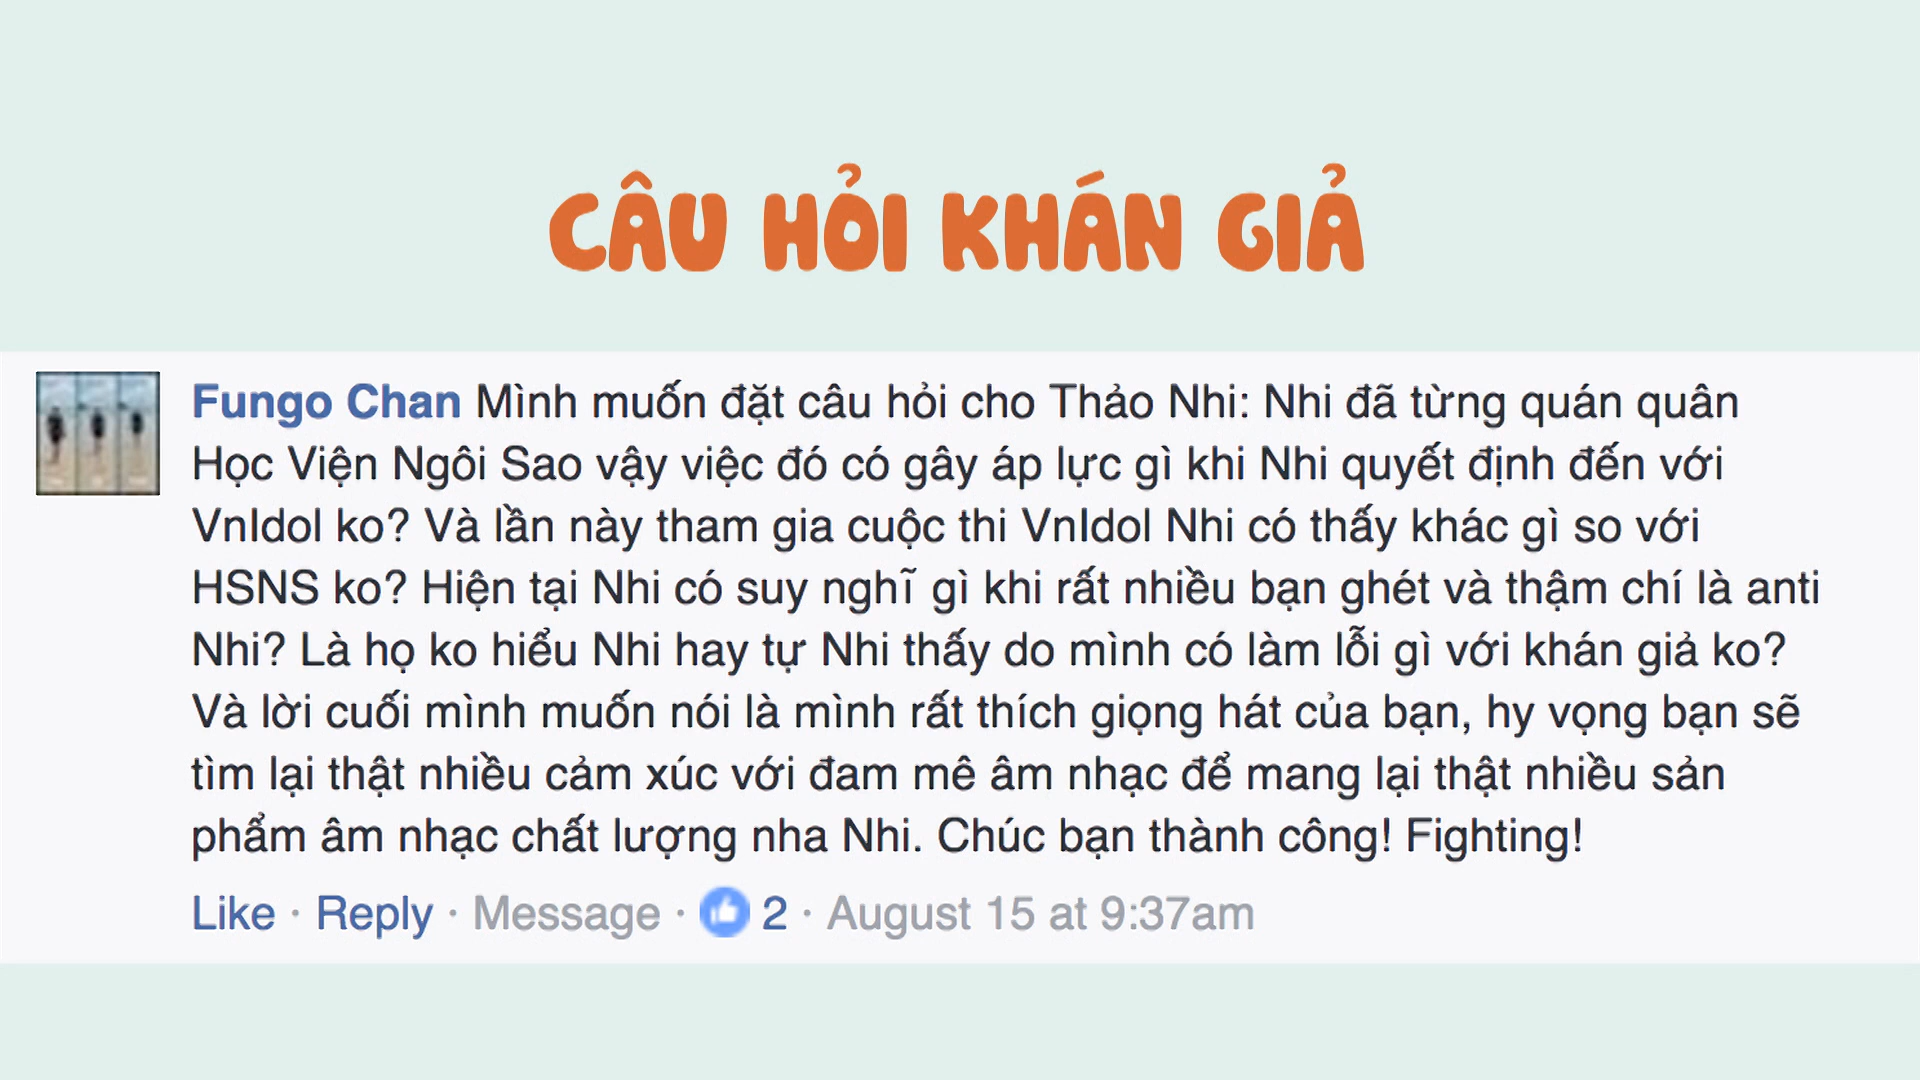 CÂU HỎI KHÁN GIẢ
Fungo Chan Mình muốn đặt câu hỏi cho Thảo Nhi: Nhi đã từng quán quân
Học Viện Ngôi Sao vậy việc đó có gây áp lực gì khi Nhi quyết định đến với
VnIdol ko? Và lần này tham gia cuộc thi VnIdol Nhi có thấy khác gì so với
HSNS ko? Hiện tại Nhi có suy nghĩ gì khi rất nhiều bạn ghét và thậm chí là anti
Nhi? Là họ ko hiểu Nhi hay tự Nhi thấy do mình có làm lỗi gì với khán giả ko?
Và lời cuối mình muốn nói là mình rất thích giọng hát của bạn, hy vọng bạn sẽ
tìm lại thật nhiều cảm xúc với đam mê âm nhạc để mang lại thật nhiều sản
phẩm âm nhạc chất lượng nha Nhi. Chúc bạn thành công! Fighting!
Like · Reply · Message · 2 · August 15 at 9:37am